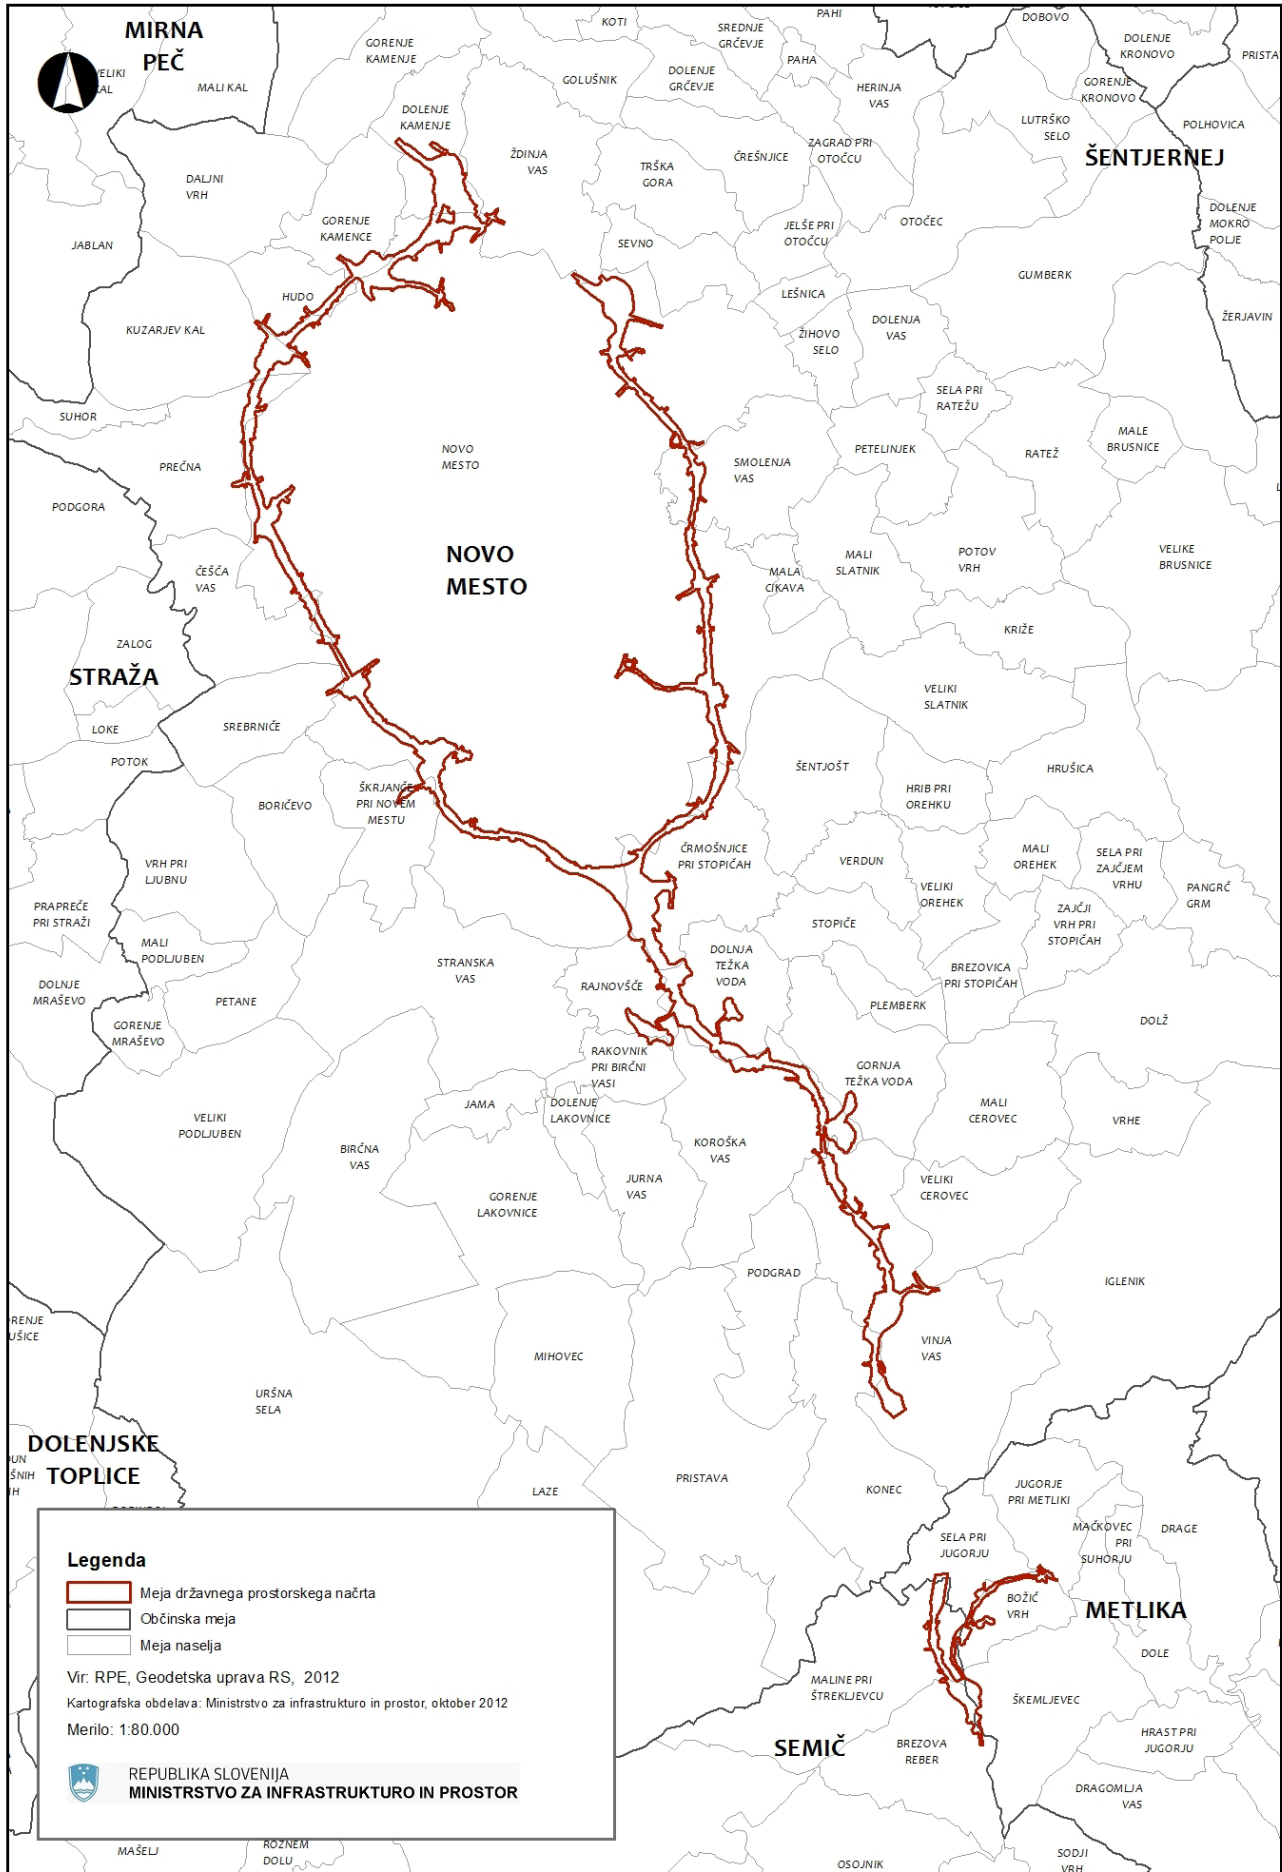 MIRNA
PEČ
MALI KAL
GORENJE
KAMENJE
KOTI
SREDNJE
GRČEVJE
PAHI
DOBOVO
DOLENJE
KRONOVO
GOLUŠNIK
DOLENJE
GRČEVJE
PAHA
HERINJA
VAS
GORENJE
KRONOVO
DOLENJE
KAMENJE
LUTRŠKO
SELO
POLHOVICA
ŠENTJERNEJ
ŽDINJA
VAS
TRŠKA
GORA
ČREŠNJICE
ZAGRAD PRI
OTOČCU
DALJNI
VRH
GORENJE
KAMENCE
JABLAN
SEVNO
JELŠE PRI
OTOČCU
OTOČEC
DOLENJE
MOKRO
POLJE
GUMBERK
HUDO
LEŠNICA
KUZARJEV KAL
ŽIHOVO
SELO
DOLENJA
VAS
ŽERJAVIN
SUHOR
SELA PRI
RATEŽU
PREČNA
NOVO
MESTO
SMOLENJA
VAS
PETELINJEK
RATEŽ
MALE
BRUSNICE
PODGORA
NOVO
MESTO
ČEŠČA
VAS
MALA
CIKAVA
MALI
SLATNIK
POTOV
VRH
VELIKE
BRUSNICE
KRIŽE
ZALOG
STRAŽA
VELIKI
SLATNIK
LOKE
SREBRNIČE
POTOK
ŠENTJOŠT
HRUŠICA
BORIČEVO
ŠKRJANČE
PRI NOVEM
MESTU
HRIB PRI
OREHKU
VRH PRI
LJUBNU
ČRMOŠNJICE
PRI STOPIČAH
VERDUN
MALI
OREHEK
SELA PRI
ZAJČJEM
VRHU
VELIKI
OREHEK
PANGRČ
GRM
PRAPREČE
PRI STRAŽI
ZAJČJI
VRH PRI
STOPIČAH
STOPIČE
MALI
PODLJUBEN
STRANSKA
VAS
DOLNJA
TEŽKA
VODA
BREZOVICA
PRI STOPIČAH
DOLNJE
MRAŠEVO
PETANE
RAJNOVŠČE
PLEMBERK
DOLŽ
GORENJE
MRAŠEVO
RAKOVNIK
PRI BIRČNI
VASI
GORNJA
TEŽKA VODA
VELIKI
PODLJUBEN
JAMA
DOLENJE
LAKOVNICE
MALI
CEROVEC
VRHE
BIRČNA
VAS
KOROŠKA
VAS
JURNA
VAS
GORENJE
LAKOVNICE
VELIKI
CEROVEC
PODGRAD
IGLENIK
MIHOVEC
VINJA
VAS
URŠNA
SELA
DOLENJSKE
TOPLICE
LAZE
PRISTAVA
KONEC
JUGORJE
PRI METLIKI
SELA PRI
JUGORJU
MAČKOVEC
PRI
SUHORJU
DRAGE
BOŽIČ
VRH
METLIKA
DOLE
MALINE PRI
ŠTREKLJEVCU
ŠKEMLJEVEC
SEMIČ
BREZOVA
REBER
HRAST PRI
JUGORJU
DRAGOMLJA
VAS
SODJI
VRH
OSOJNIK
MAŠELJ
ROŽNEM
DOLU
Legenda
Meja državnega prostorskega načrta
Občinska meja
Meja naselja
Vir: RPE, Geodetska uprava RS, 2012
Kartografska obdelava: Ministrstvo za infrastrukturo in prostor, oktober 2012
Merilo: 1:80.000
REPUBLIKA SLOVENIJA
MINISTRSTVO ZA INFRASTRUKTURO IN PROSTOR